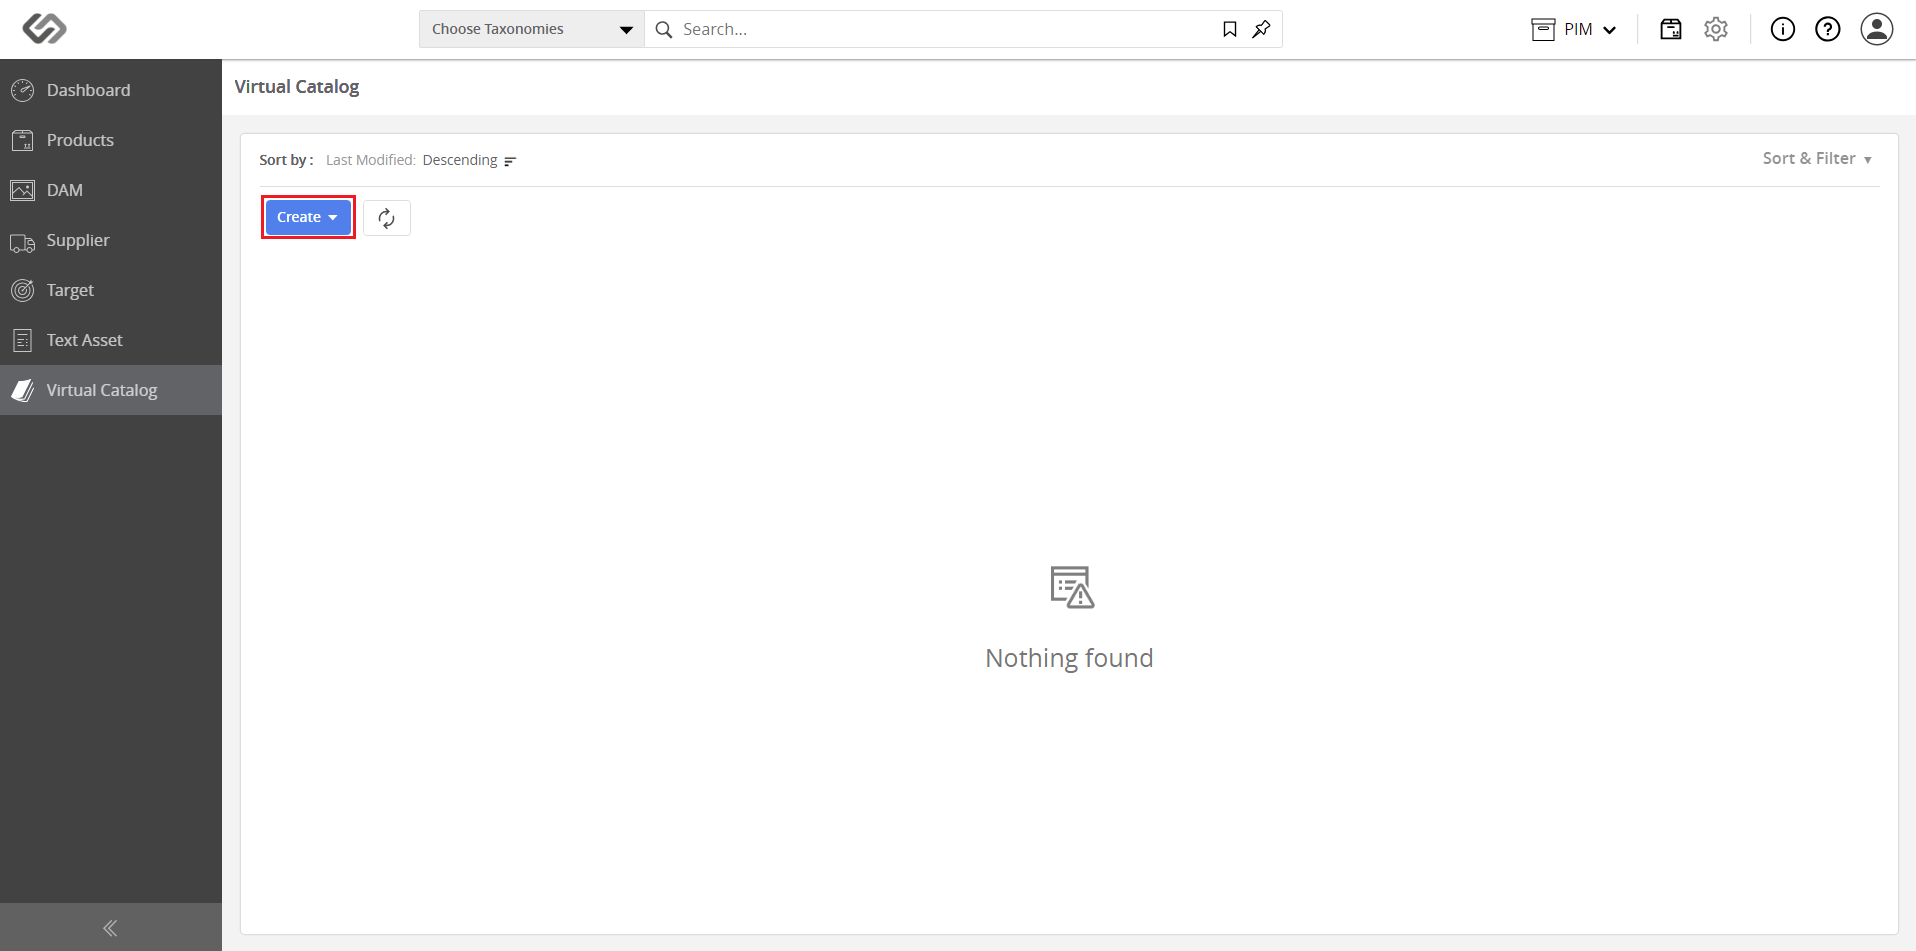 Choose Taxonomies
Search...
PIM
Dashboard
Products
DAM
Supplier
Target
Text Asset
Virtual Catalog
Virtual Catalog
Sort by : Last Modified: Descending
Sort & Filter
Create
Nothing found